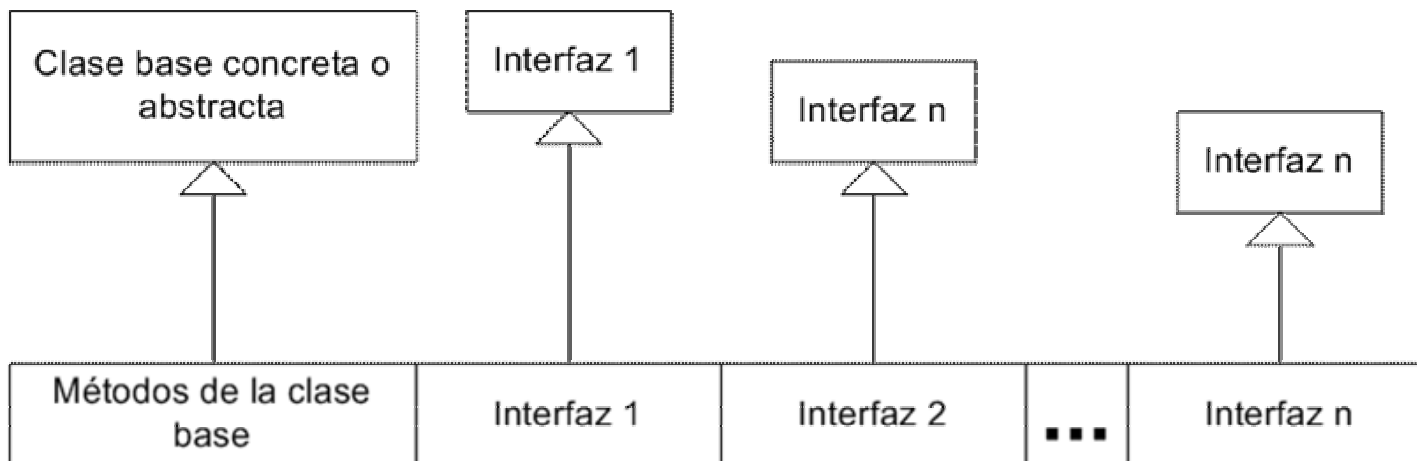 Clase base concreta o
abstracta
Interfaz 1
Interfaz n
Interfaz n
Métodos de la clase
base
Interfaz 1
Interfaz 2
...
Interfaz n